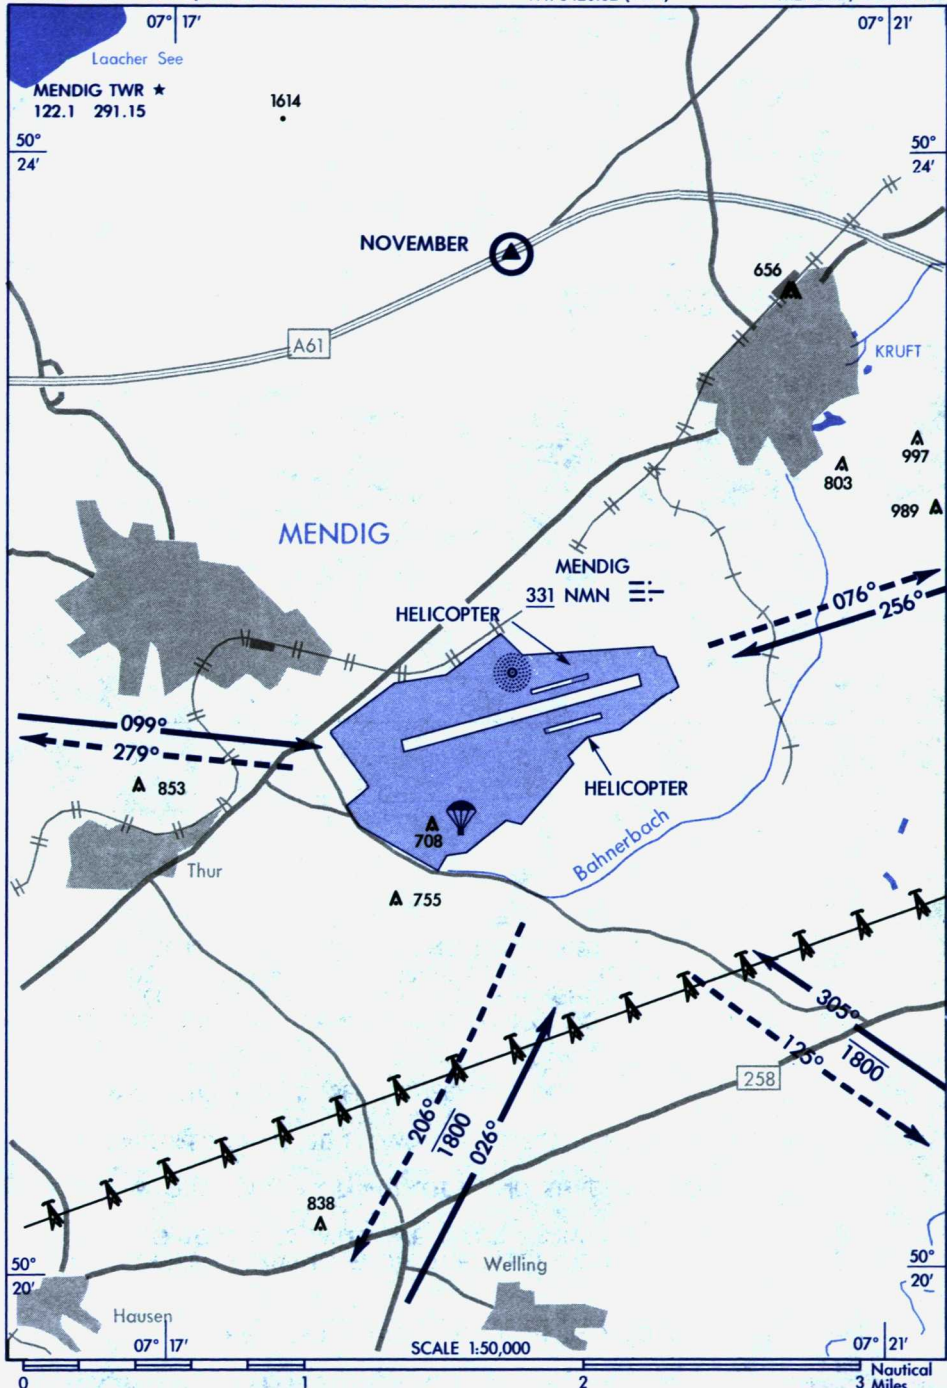 07° 17'
07° 21'
Laacher See
MENDIG TWR ★
122.1 291.15
1614
50°
24'
50°
24'
NOVEMBER
656
A61
KRUFT
997
803
989
MENDIG
MENDIG
331 NMN
HELICOPTER
076°
256°
099°
279°
853
HELICOPTER
708
Bahnerbach
Thur
755
305°
125°
1800
258
206°
1800
026°
838
50°
20'
50°
20'
Welling
Hausen
07° 17'
SCALE 1:50,000
07° 21'
0 1 2 3 Nautical
Miles